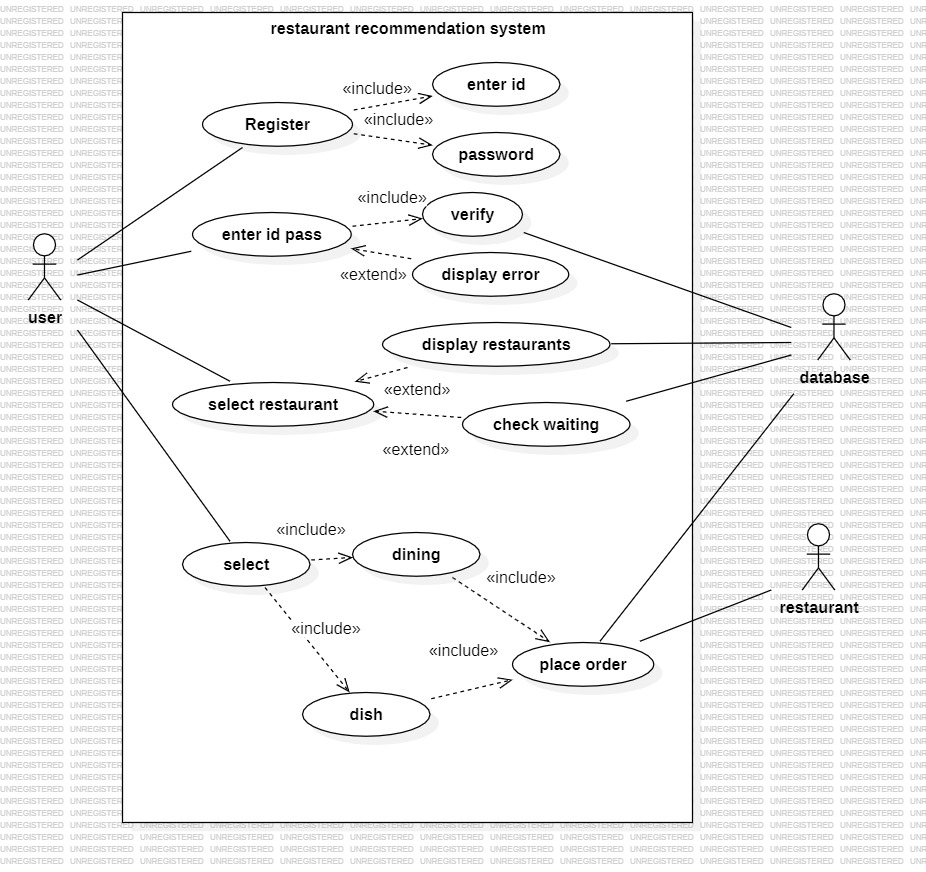 restaurant recommendation system
«include»
enter id
Register
«include»
password
«include»
verify
enter id pass
«extend»
display error
user
display restaurants
database
«extend»
select restaurant
check waiting
«extend»
«include»
dining
select
«include»
restaurant
«include»
«include»
place order
dish
UNREGISTERED